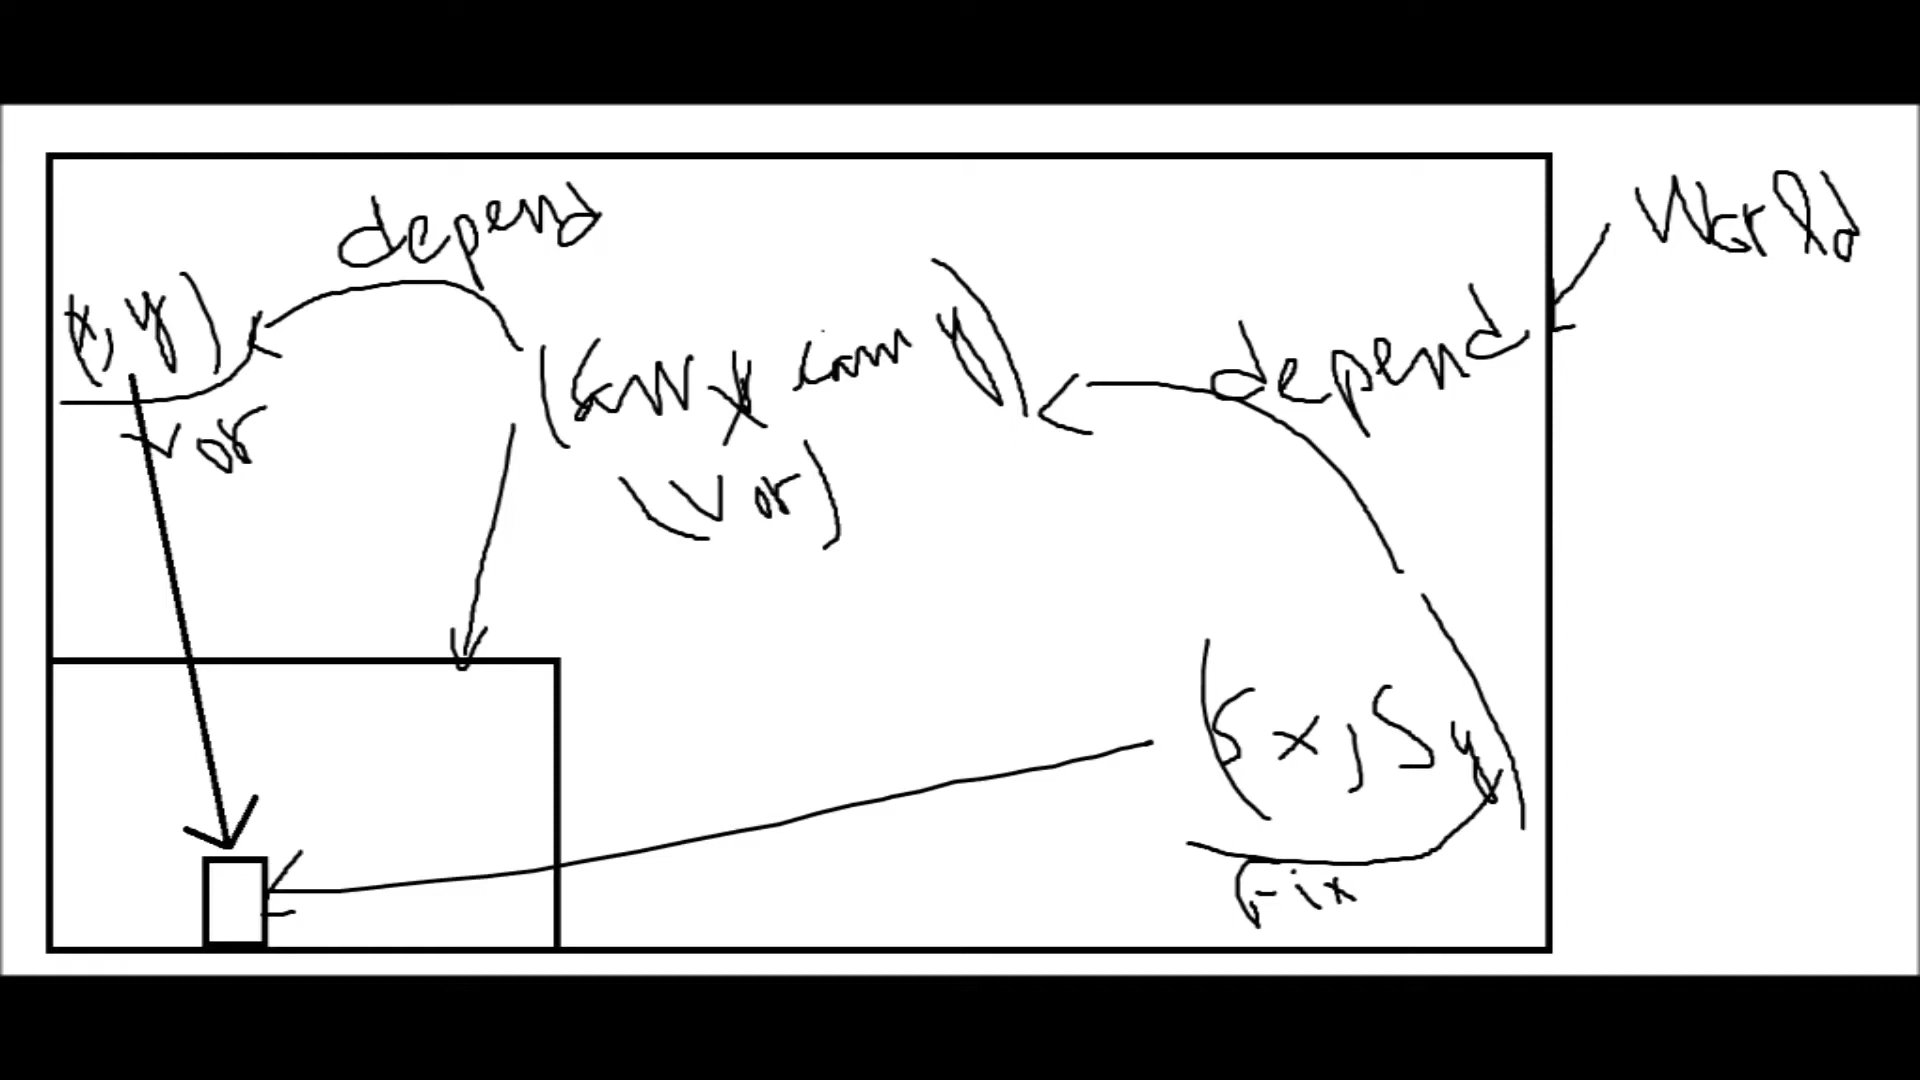 World
depend
(x, y)
Var
(cam x cam y)
(Var)
depend
(Sx, Sy)
Fix